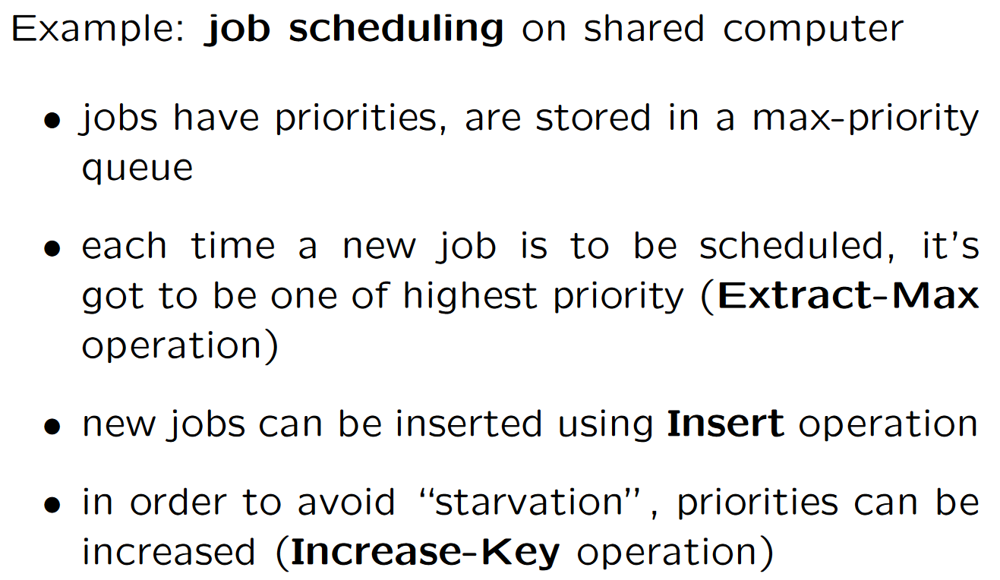 Example: job scheduling on shared computer
• jobs have priorities, are stored in a max-priority
queue
• each time a new job is to be scheduled, it's
got to be one of highest priority (Extract-Max
operation)
• new jobs can be inserted using Insert operation
• in order to avoid “starvation”, priorities can be
increased (Increase-Key operation)